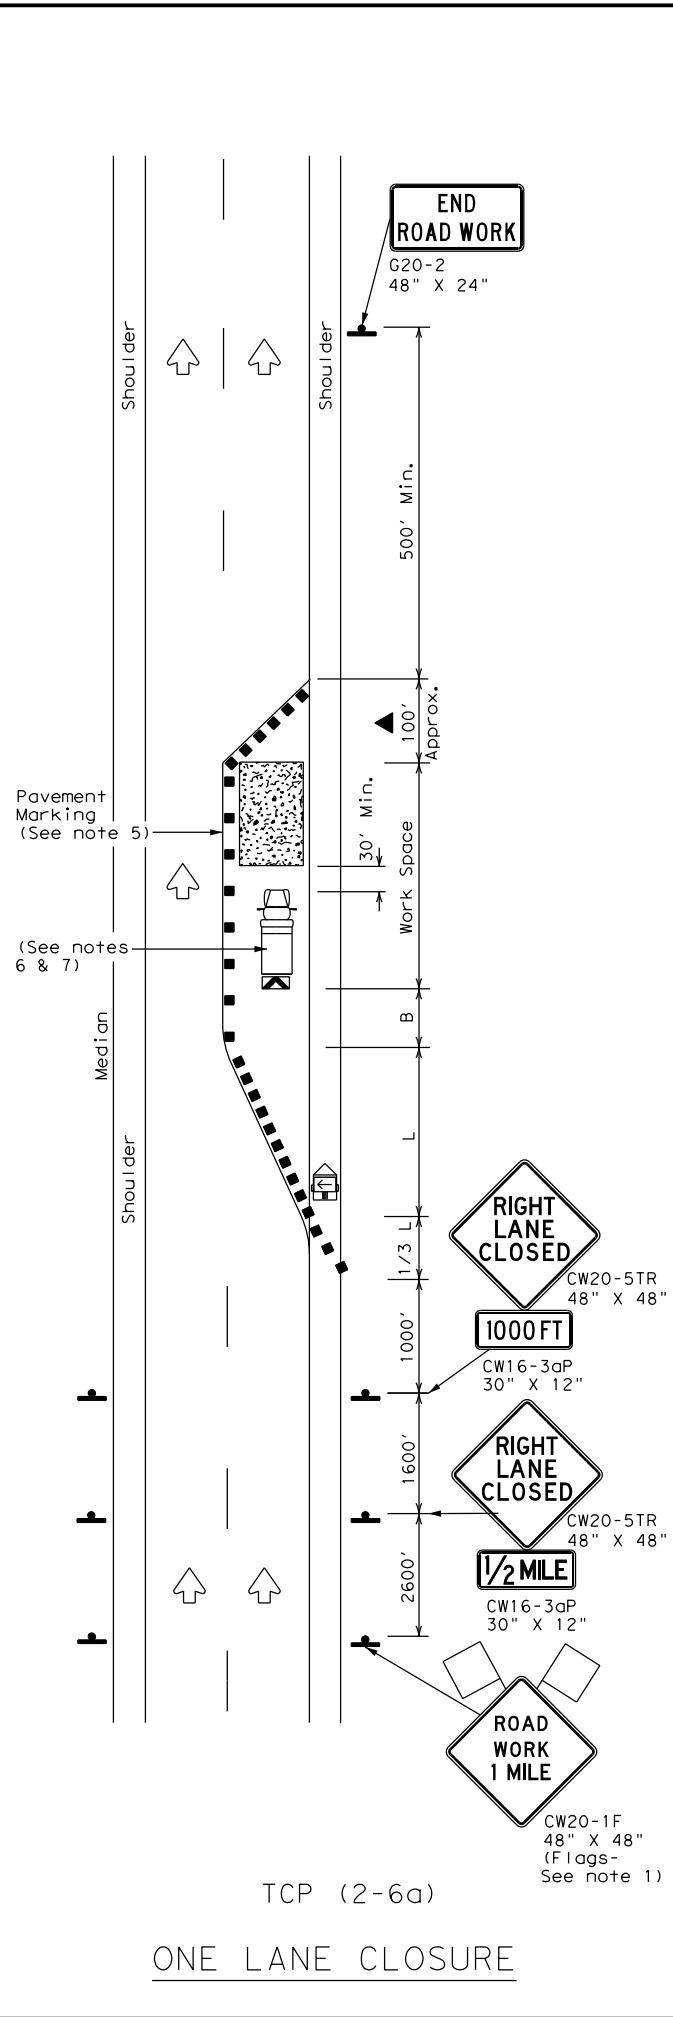 END
ROAD WORK
G20-2
48" X 24"
Shoulder
Shoulder
500' Min.
100'
Approx.
Pavement
Marking
(See note 5)
30' Min.
Work Space
(See notes
6 & 7)
B
Median
L
Shoulder
RIGHT
LANE
CLOSED
1/3 L
CW20-5TR
48" X 48"
1000 FT
1000'
CW16-3aP
30" X 12"
RIGHT
LANE
CLOSED
1600'
CW20-5TR
48" X 48"
1/2 MILE
2600'
CW16-3aP
30" X 12"
ROAD
WORK
1 MILE
CW20-1F
48" X 48"
(Flags-
See note 1)
TCP (2-6a)
ONE LANE CLOSURE